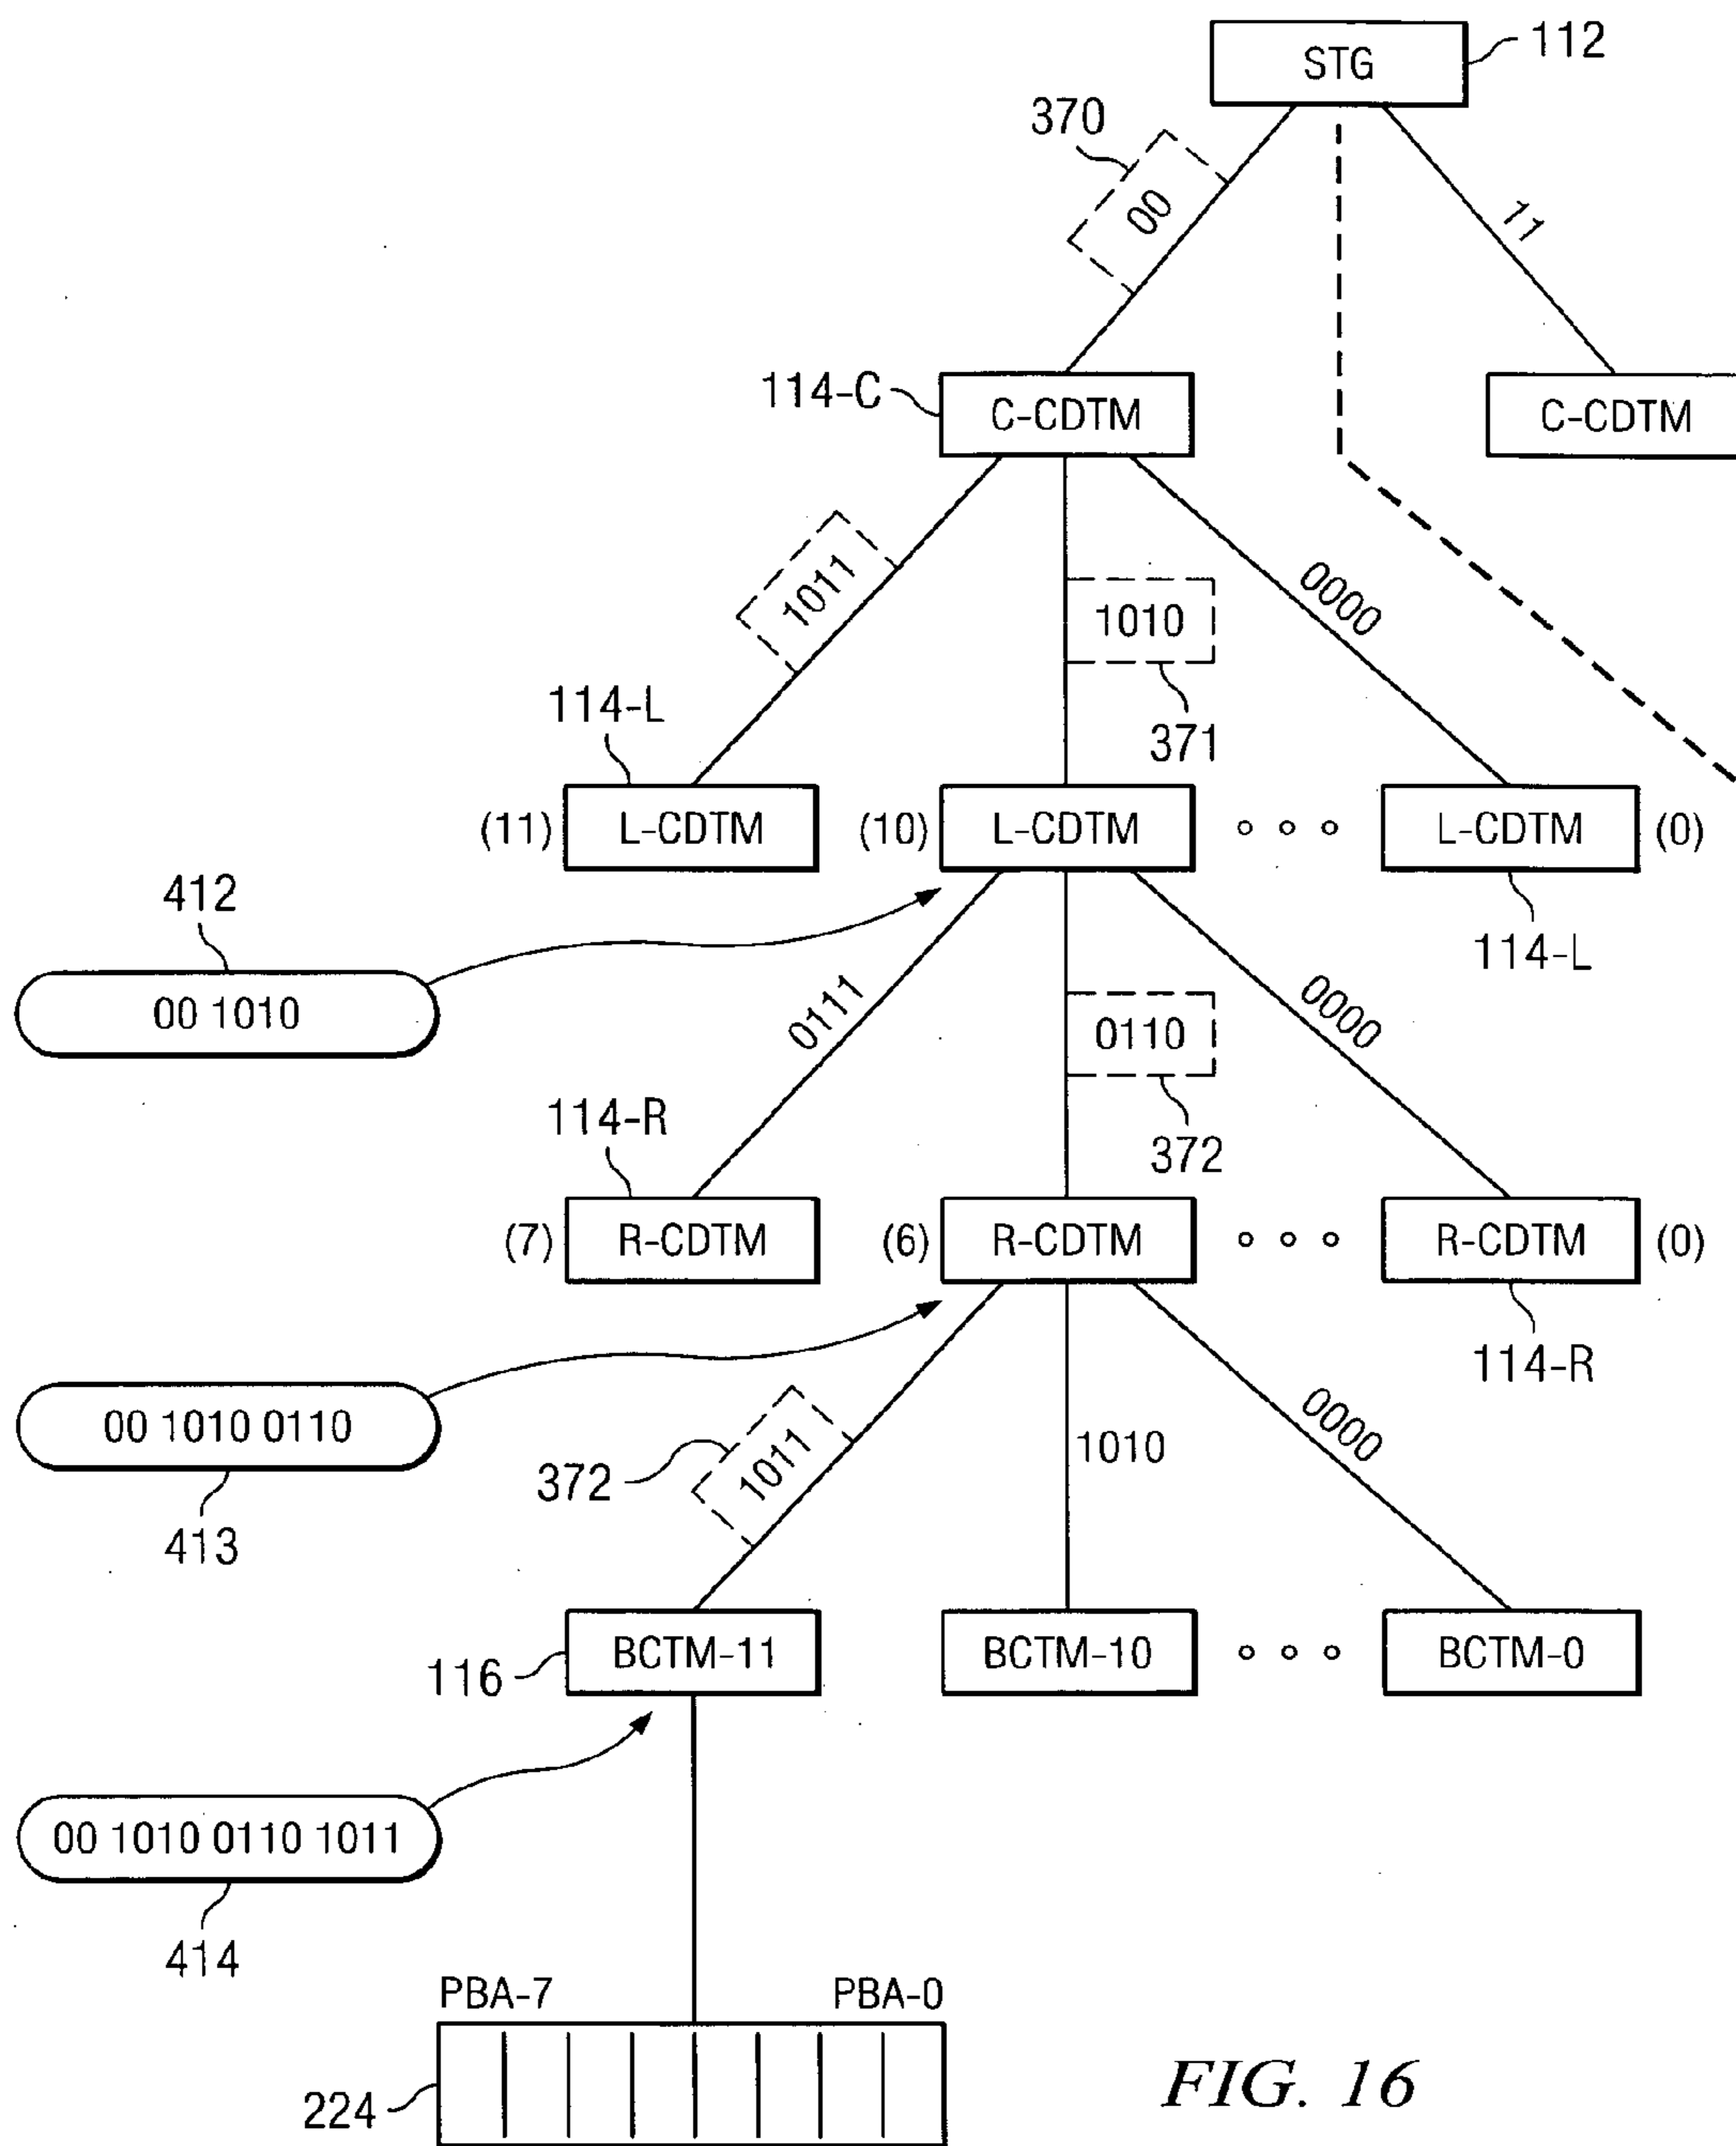 STG
112
370
00
11
114-C
C-CDTM
C-CDTM
1011
1010
0000
371
114-L
(11)
L-CDTM
(10)
L-CDTM
L-CDTM
(0)
114-L
412
00 1010
0111
0110
0000
372
114-R
(7)
R-CDTM
(6)
R-CDTM
R-CDTM
(0)
114-R
00 1010 0110
413
372
1011
1010
0000
116
BCTM-11
BCTM-10
BCTM-0
00 1010 0110 1011
414
PBA-7
PBA-0
224
FIG. 16